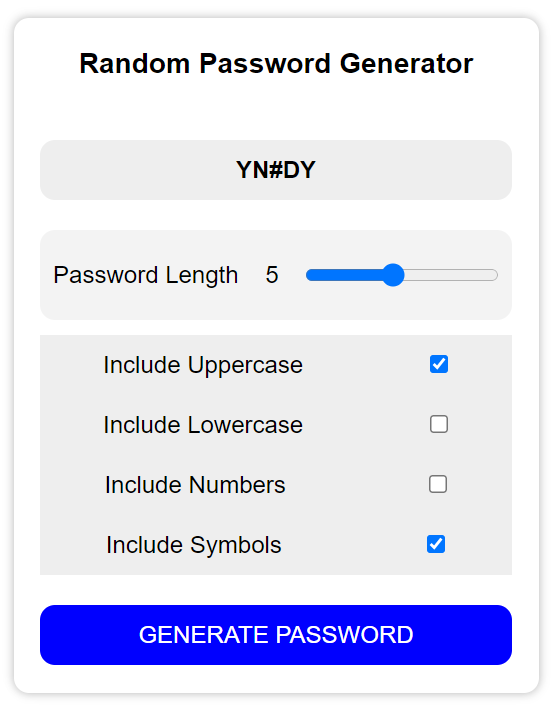 Random Password Generator
YN#DY
Password Length 5
Include Uppercase
Include Lowercase
Include Numbers
Include Symbols
GENERATE PASSWORD